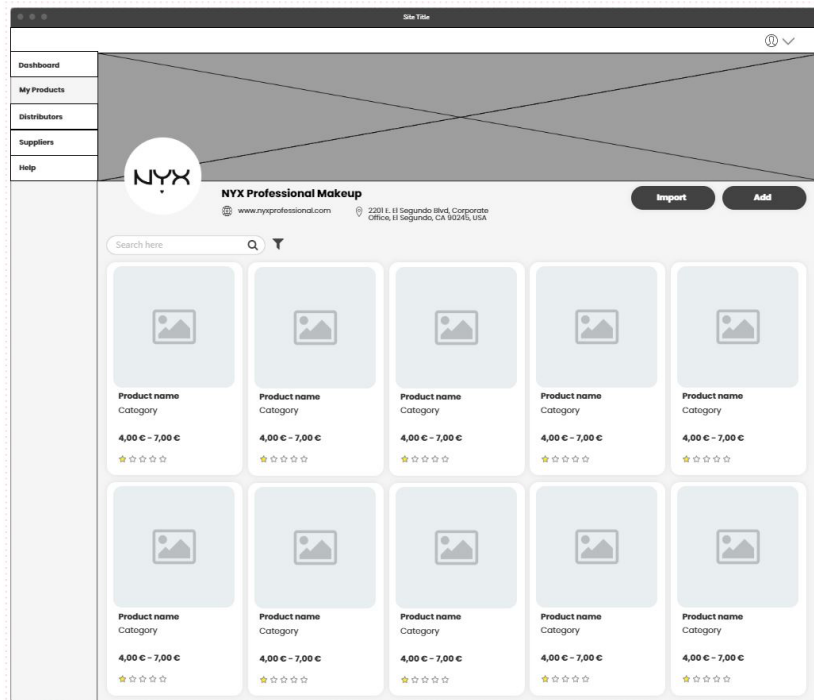 Site Title
Dashboard
My Products
Distributors
Suppliers
Help
NYX
NYX Professional Makeup
www.nyxprofessional.com
2201 E. El Segundo Blvd, Corporate
Office, El Segundo, CA 90245, USA
Import
Add
Search here
Product name
Category
4,00 € - 7,00 €
Product name
Category
4,00 € - 7,00 €
Product name
Category
4,00 € - 7,00 €
Product name
Category
4,00 € - 7,00 €
Product name
Category
4,00 € - 7,00 €
Product name
Category
4,00 € - 7,00 €
Product name
Category
4,00 € - 7,00 €
Product name
Category
4,00 € - 7,00 €
Product name
Category
4,00 € - 7,00 €
Product name
Category
4,00 € - 7,00 €